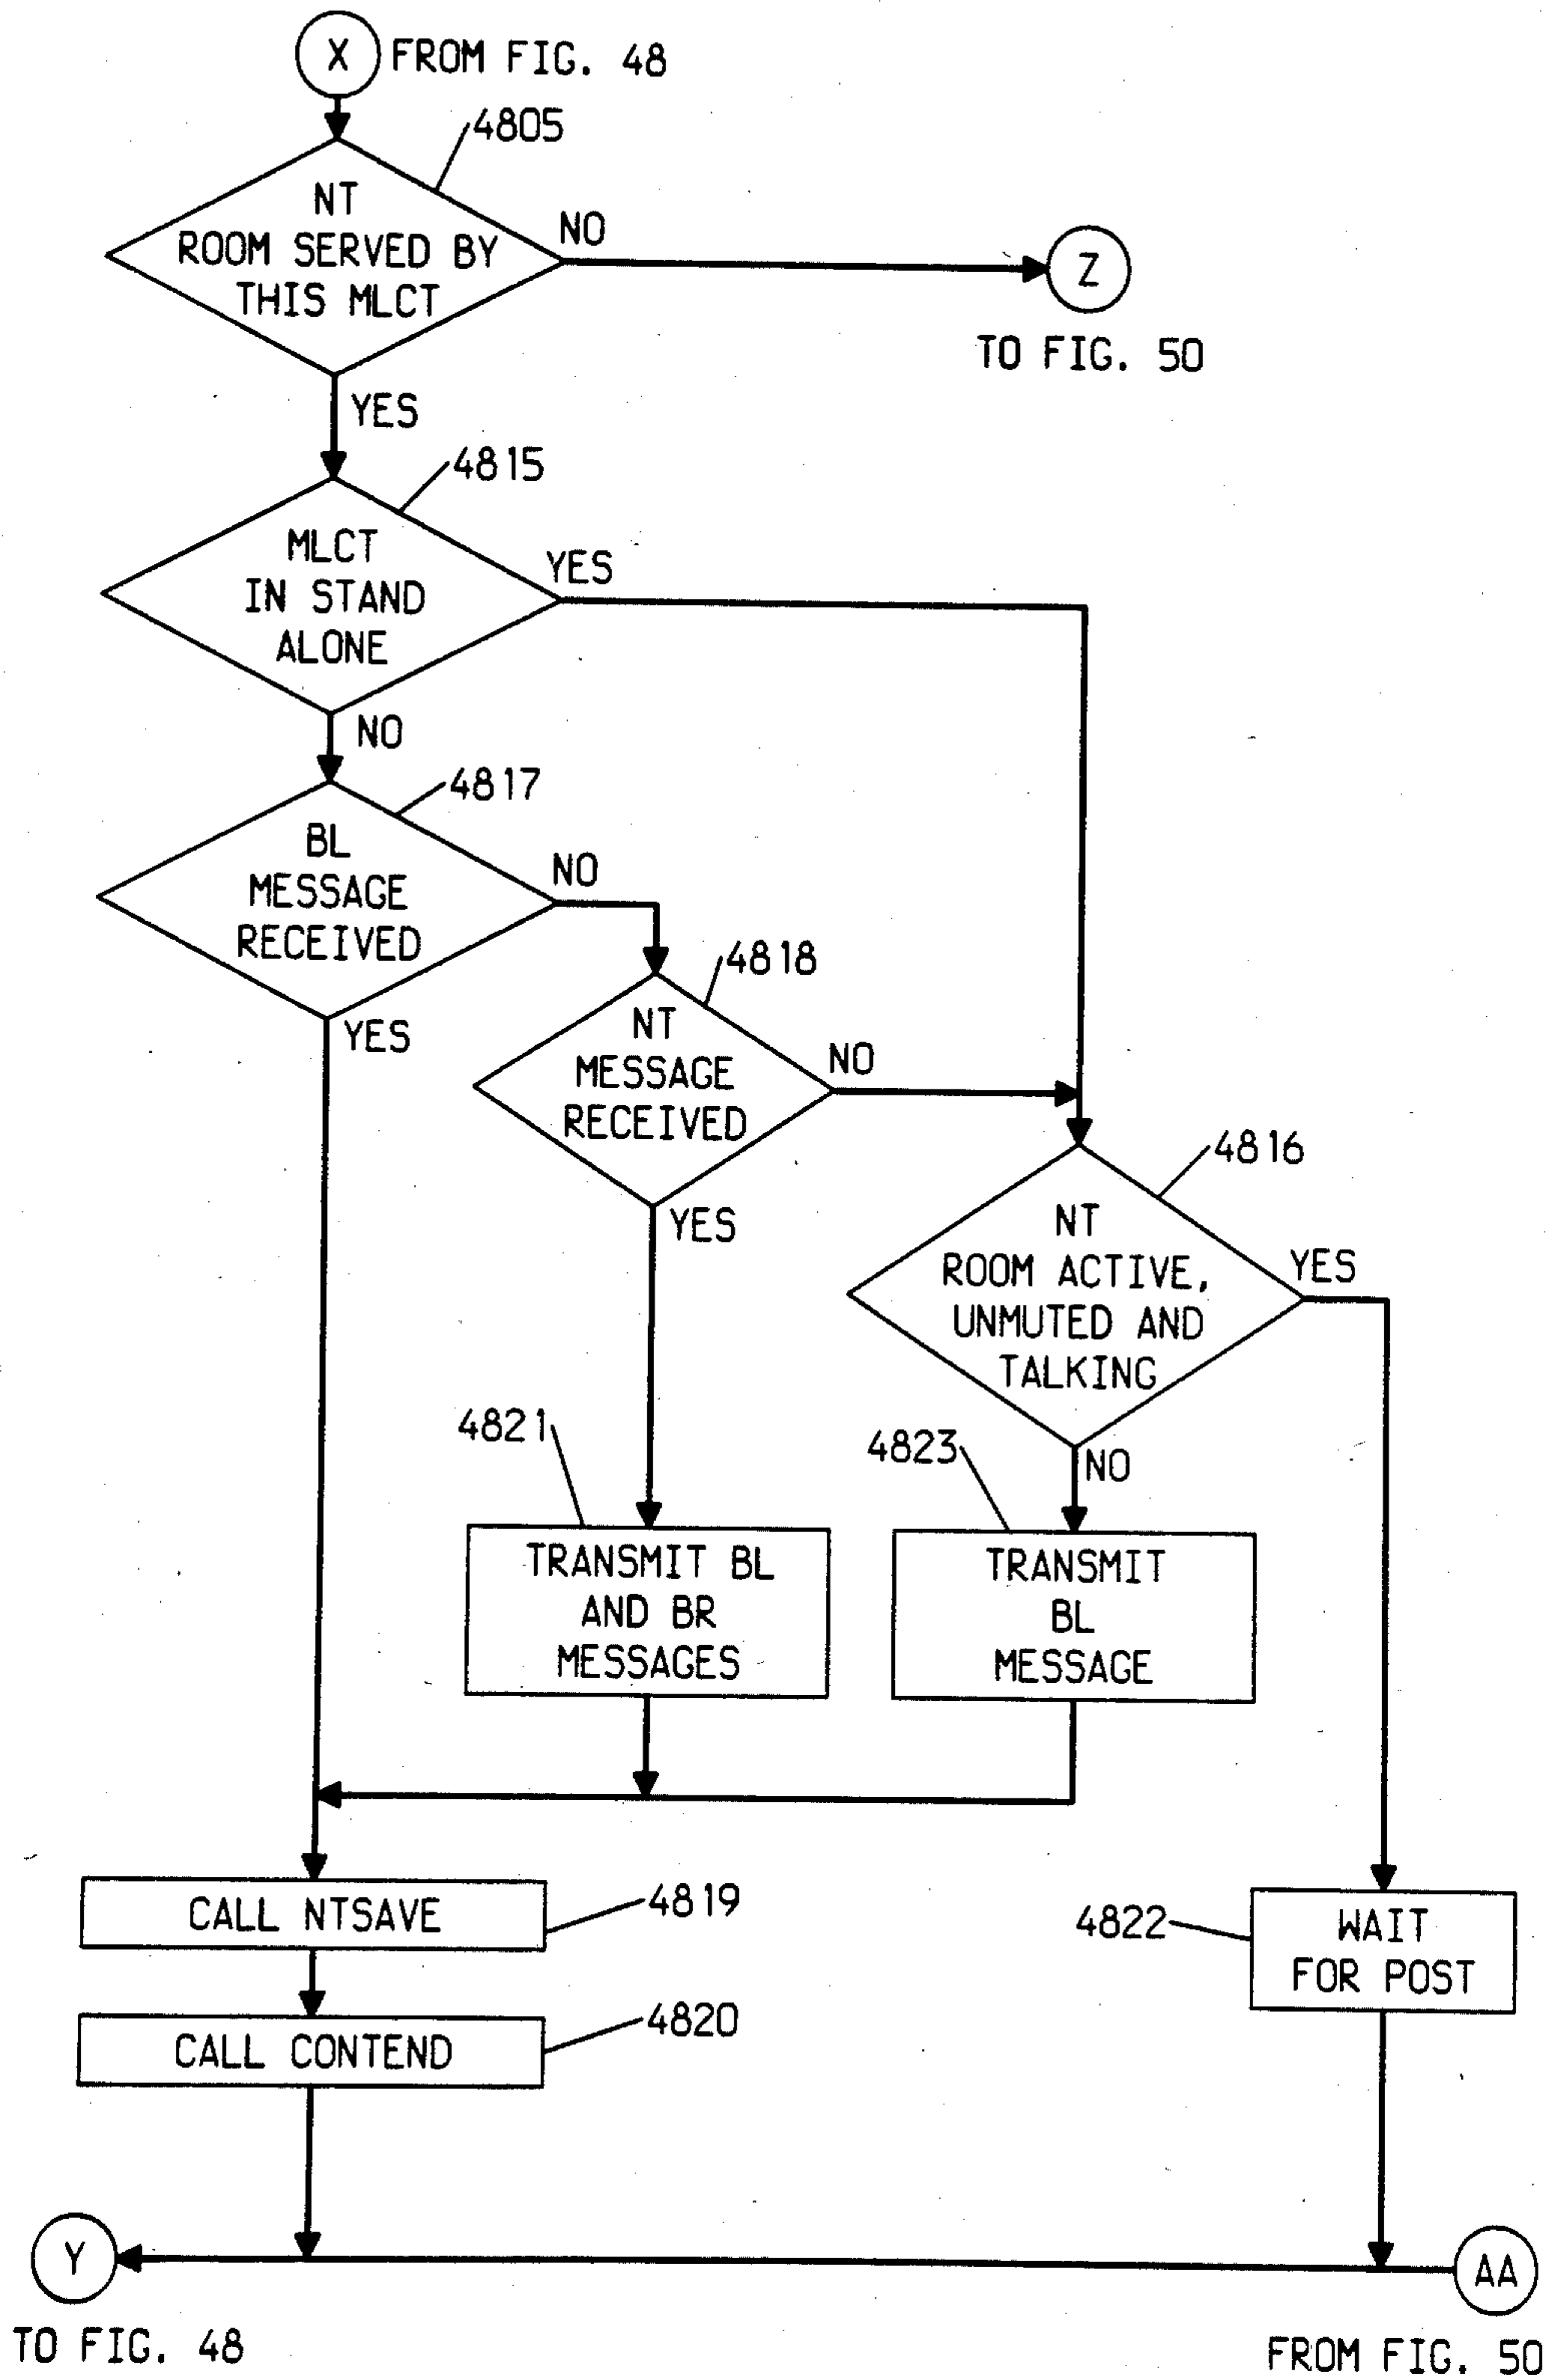 X FROM FIG. 48
4805
NT
ROOM SERVED BY
THIS MLCT
NO
Z
TO FIG. 50
YES
4815
MLCT
IN STAND
ALONE
YES
NO
4817
BL
MESSAGE
RECEIVED
NO
YES
4818
NT
MESSAGE
RECEIVED
NO
YES
4816
NT
ROOM ACTIVE,
UNMUTED AND
TALKING
YES
NO
4821
TRANSMIT BL
AND BR
MESSAGES
4823
TRANSMIT
BL
MESSAGE
CALL NTSAVE
4819
4822
WAIT
FOR POST
CALL CONTEND
4820
Y
TO FIG. 48
AA
FROM FIG. 50